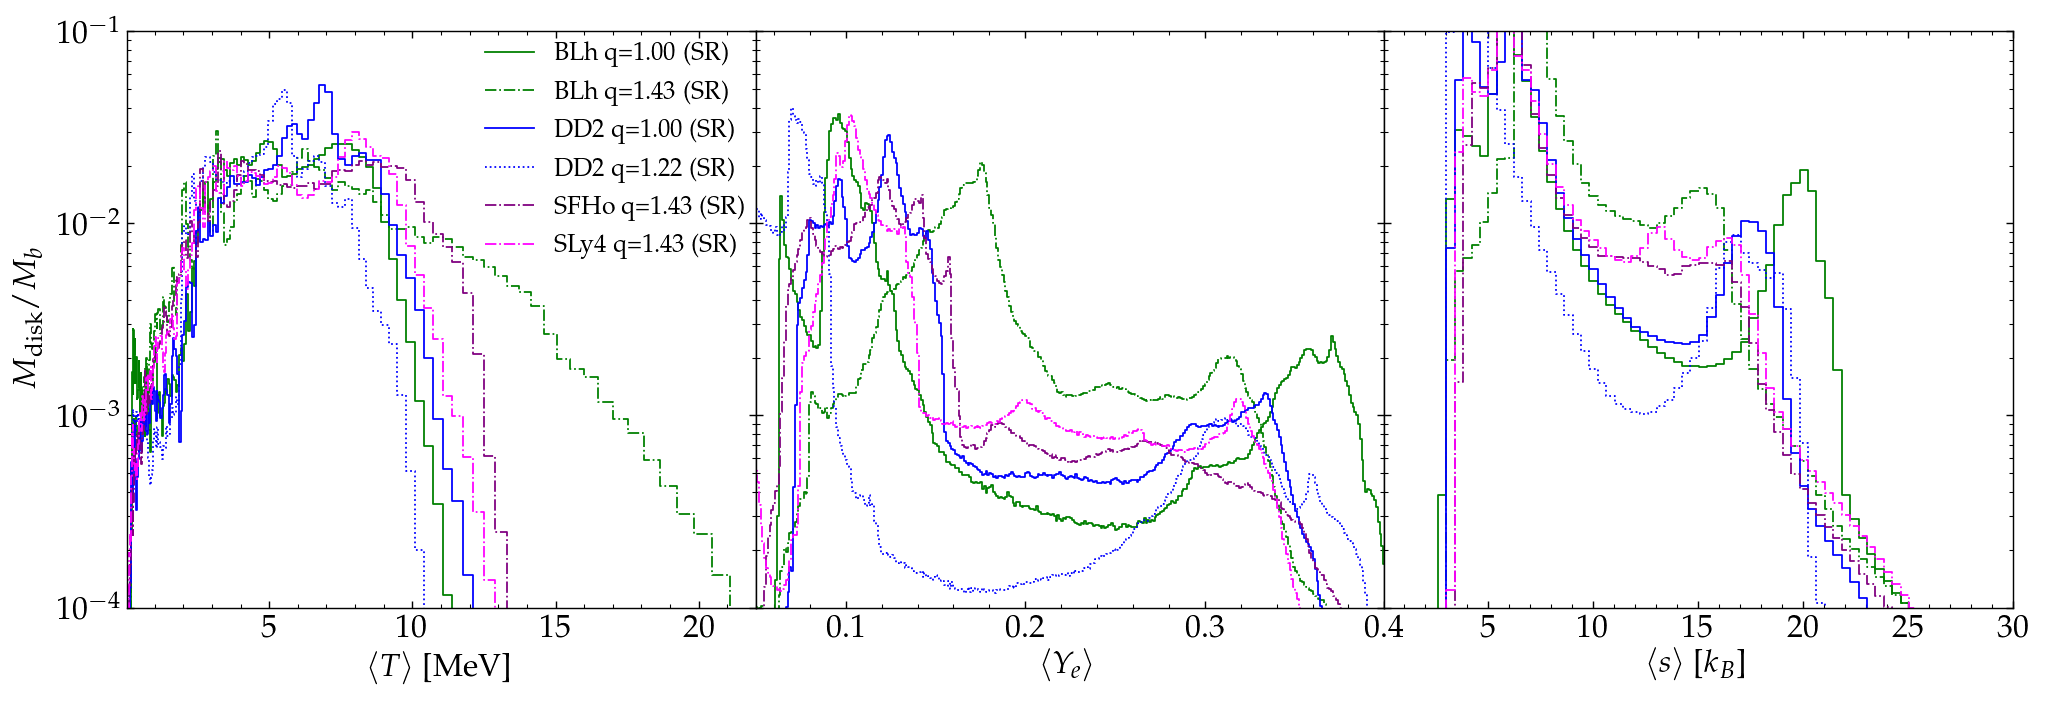 10⁻¹
10⁻²
10⁻³
10⁻⁴
M_disk / M_b
BLh q=1.00 (SR)
BLh q=1.43 (SR)
DD2 q=1.00 (SR)
DD2 q=1.22 (SR)
SFHo q=1.43 (SR)
SLy4 q=1.43 (SR)
5 10 15 20
⟨T⟩ [MeV]
0.1 0.2 0.3 0.4
⟨Y_e⟩
5 10 15 20 25 30
⟨s⟩ [k_B]